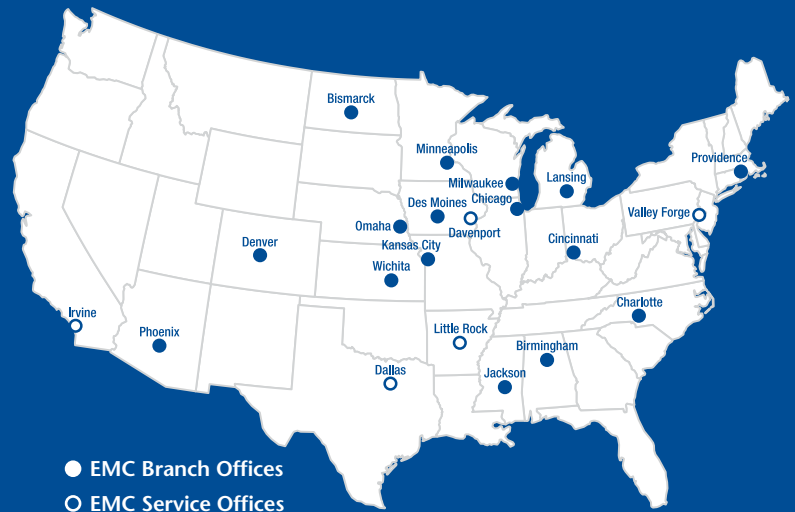 Bismarck
Minneapolis
Providence
Milwaukee
Lansing
Chicago
Des Moines
Valley Forge
Omaha
Davenport
Denver
Kansas City
Cincinnati
Wichita
Irvine
Charlotte
Phoenix
Little Rock
Birmingham
Dallas
Jackson
EMC Branch Offices
EMC Service Offices